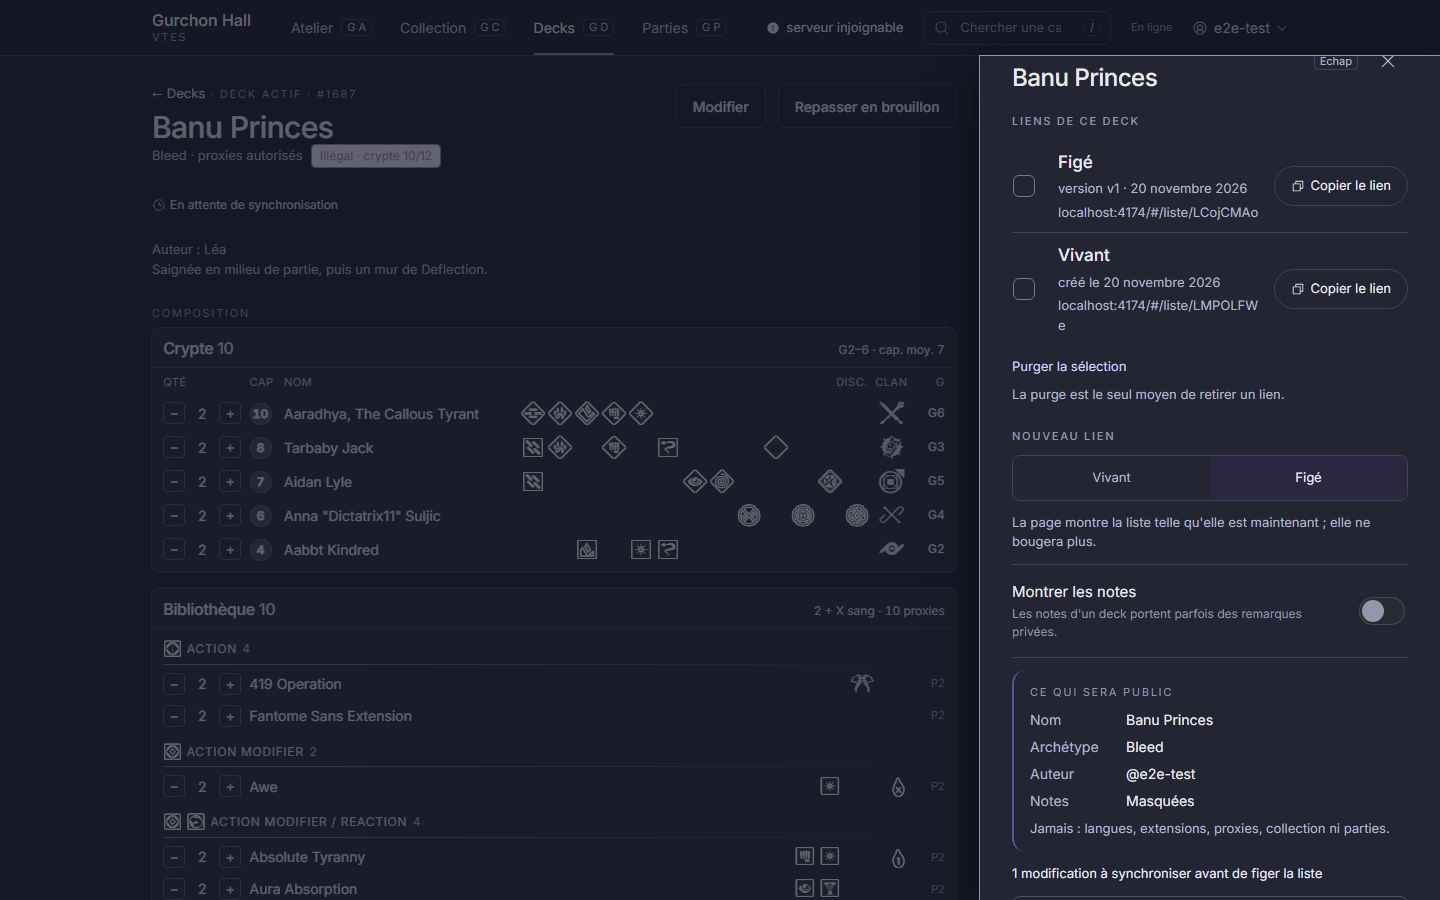 Gurchon Hall
VTES
Atelier G A
Collection G C
Decks G D
Parties G P
serveur injoignable
Chercher une ca /
En ligne
e2e-test
← Decks · DECK ACTIF · #1687
Banu Princes
Bleed · proxies autorisés Illégal · crypte 10/12
Modifier
Repasser en brouillon
En attente de synchronisation
Auteur : Léa
Saignée en milieu de partie, puis un mur de Deflection.
COMPOSITION
Crypte 10 G2–6 · cap. moy. 7
QTÉ CAP NOM DISC. CLAN G
− 2 + 10 Aaradhya, The Callous Tyrant G6
− 2 + 8 Tarbaby Jack G3
− 2 + 7 Aidan Lyle G5
− 2 + 6 Anna "Dictatrix11" Suljic G4
− 2 + 4 Aabbt Kindred G2
Bibliothèque 10 2 + X sang · 10 proxies
ACTION 4
− 2 + 419 Operation P2
− 2 + Fantome Sans Extension P2
ACTION MODIFIER 2
− 2 + Awe X P2
ACTION MODIFIER / REACTION 4
− 2 + Absolute Tyranny 1 P2
− 2 + Aura Absorption P2
Echap
Banu Princes
LIENS DE CE DECK
Figé
version v1 · 20 novembre 2026
localhost:4174/#/liste/LCojCMAo
Copier le lien
Vivant
créé le 20 novembre 2026
localhost:4174/#/liste/LMPOLFW
e
Copier le lien
Purger la sélection
La purge est le seul moyen de retirer un lien.
NOUVEAU LIEN
Vivant Figé
La page montre la liste telle qu'elle est maintenant ; elle ne
bougera plus.
Montrer les notes
Les notes d'un deck portent parfois des remarques
privées.
CE QUI SERA PUBLIC
Nom Banu Princes
Archétype Bleed
Auteur @e2e-test
Notes Masquées
Jamais : langues, extensions, proxies, collection ni parties.
1 modification à synchroniser avant de figer la liste